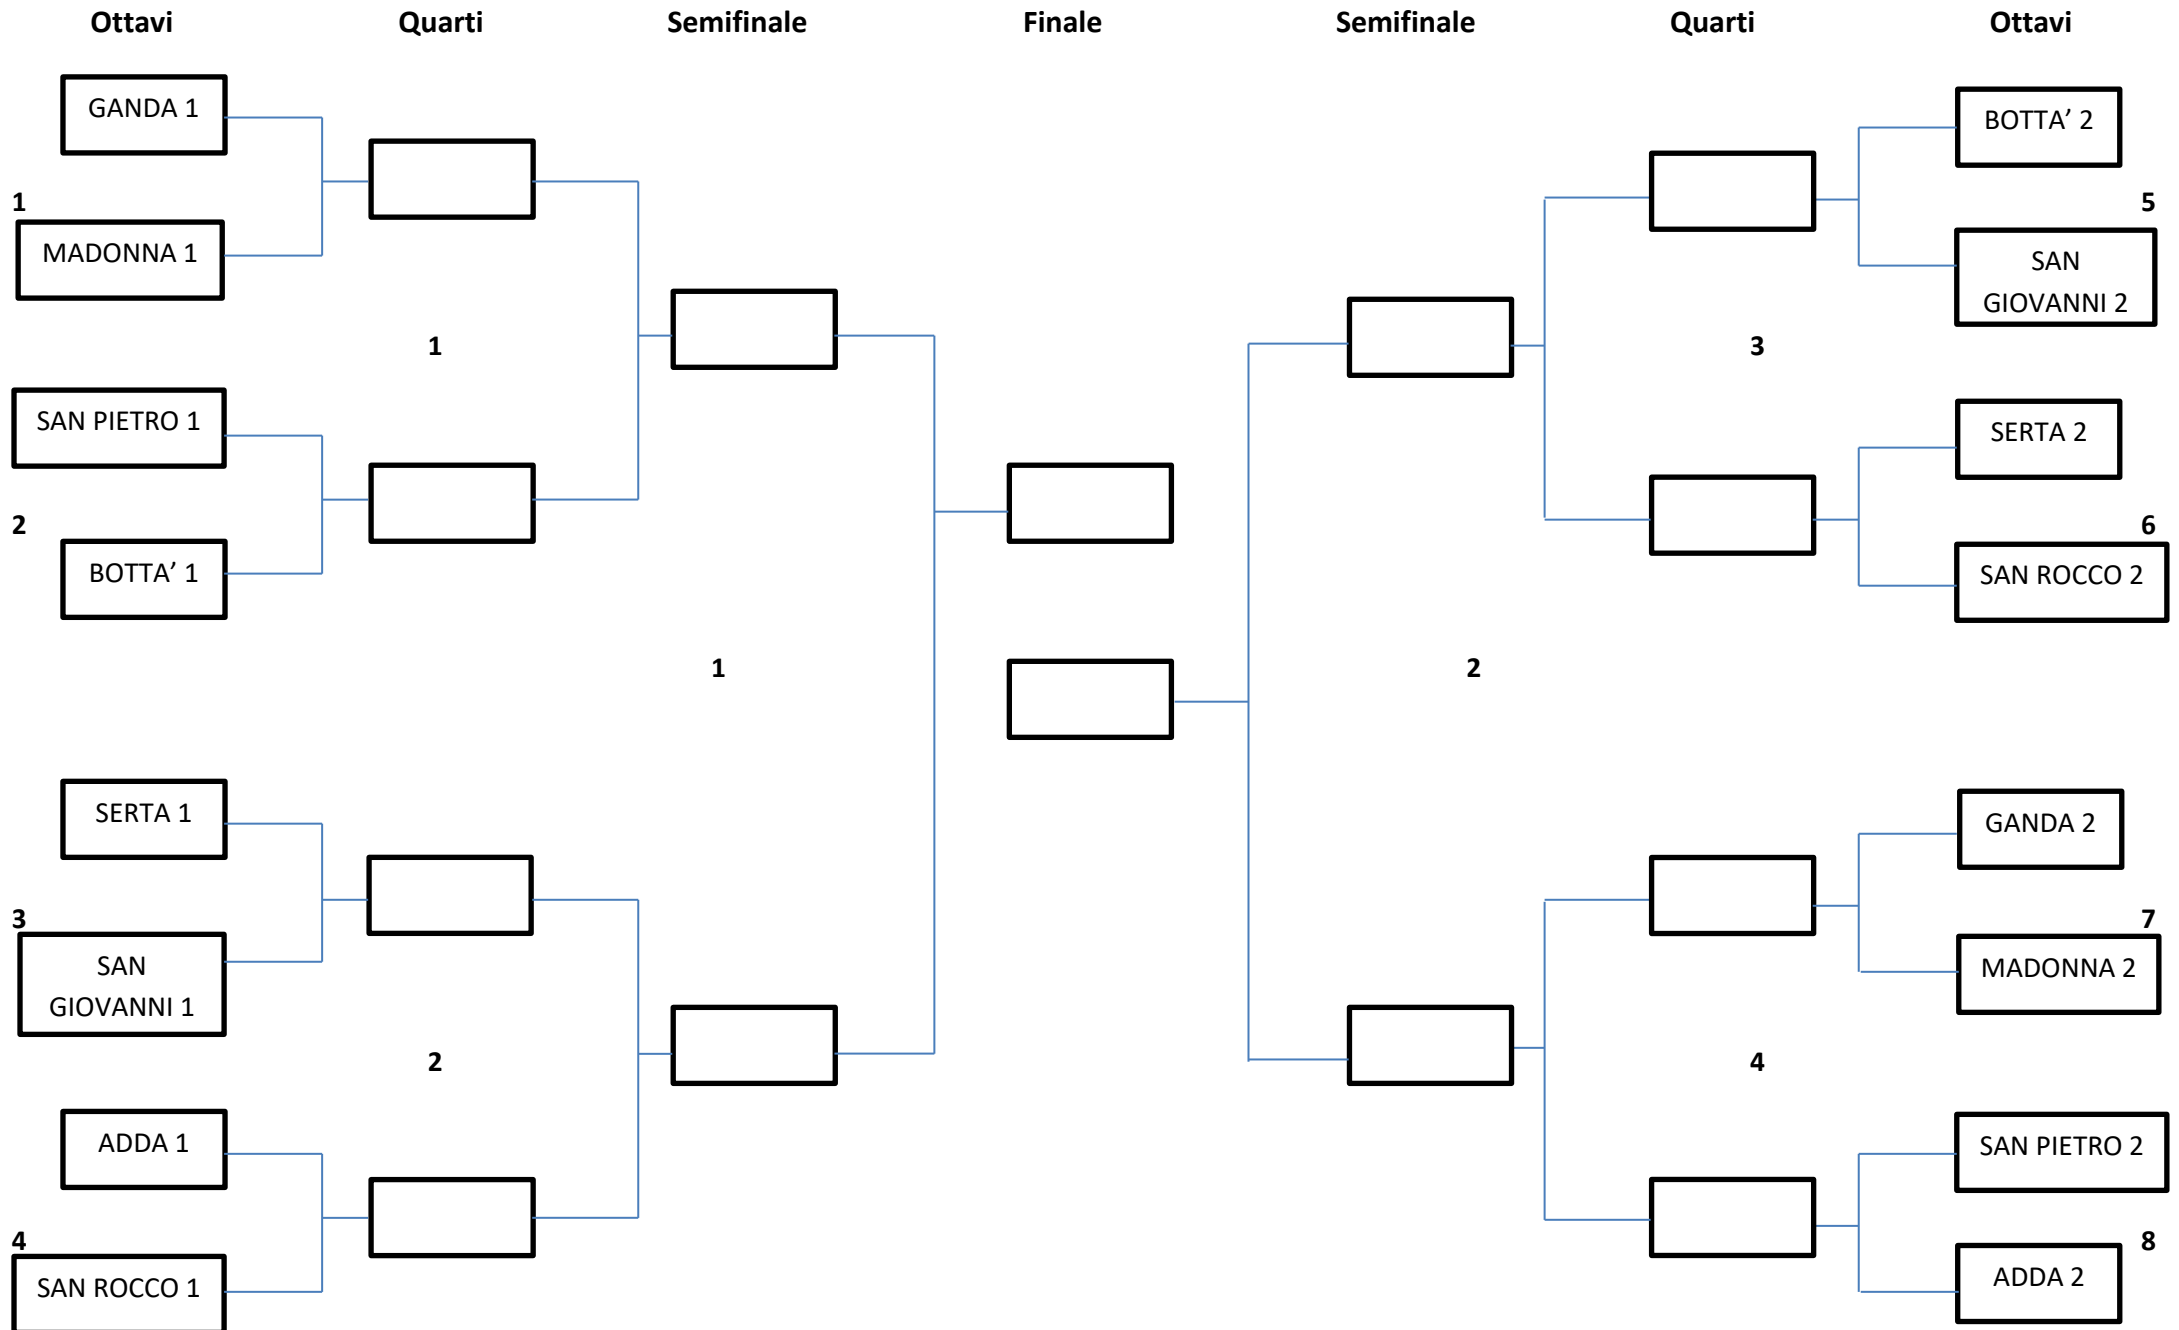 Ottavi Quarti Semifinale Finale Semifinale Quarti Ottavi
GANDA 1
BOTTA’ 2
1
5
MADONNA 1
SAN
GIOVANNI 2
1
3
SAN PIETRO 1
SERTA 2
2
6
BOTTA’ 1
SAN ROCCO 2
1
2
SERTA 1
GANDA 2
3
7
SAN
GIOVANNI 1
MADONNA 2
2
4
ADDA 1
SAN PIETRO 2
4
8
SAN ROCCO 1
ADDA 2